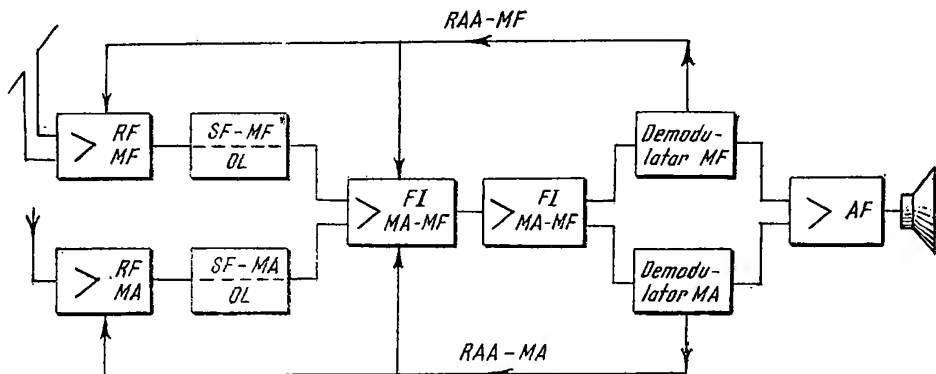 RAA-MF
RF
MF
SF-MF*
OL
Demodu-
lator MF
FI
MA-MF
FI
MA-MF
AF
RF
MA
SF-MA
OL
Demodu-
lator MA
RAA-MA